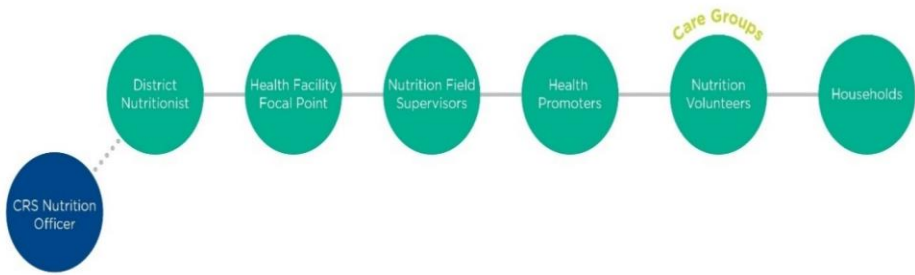 Care Groups
District
Nutritionist
Health Facility
Focal Point
Nutrition Field
Supervisors
Health
Promoters
Nutrition
Volunteers
Households
CRS Nutrition
Officer